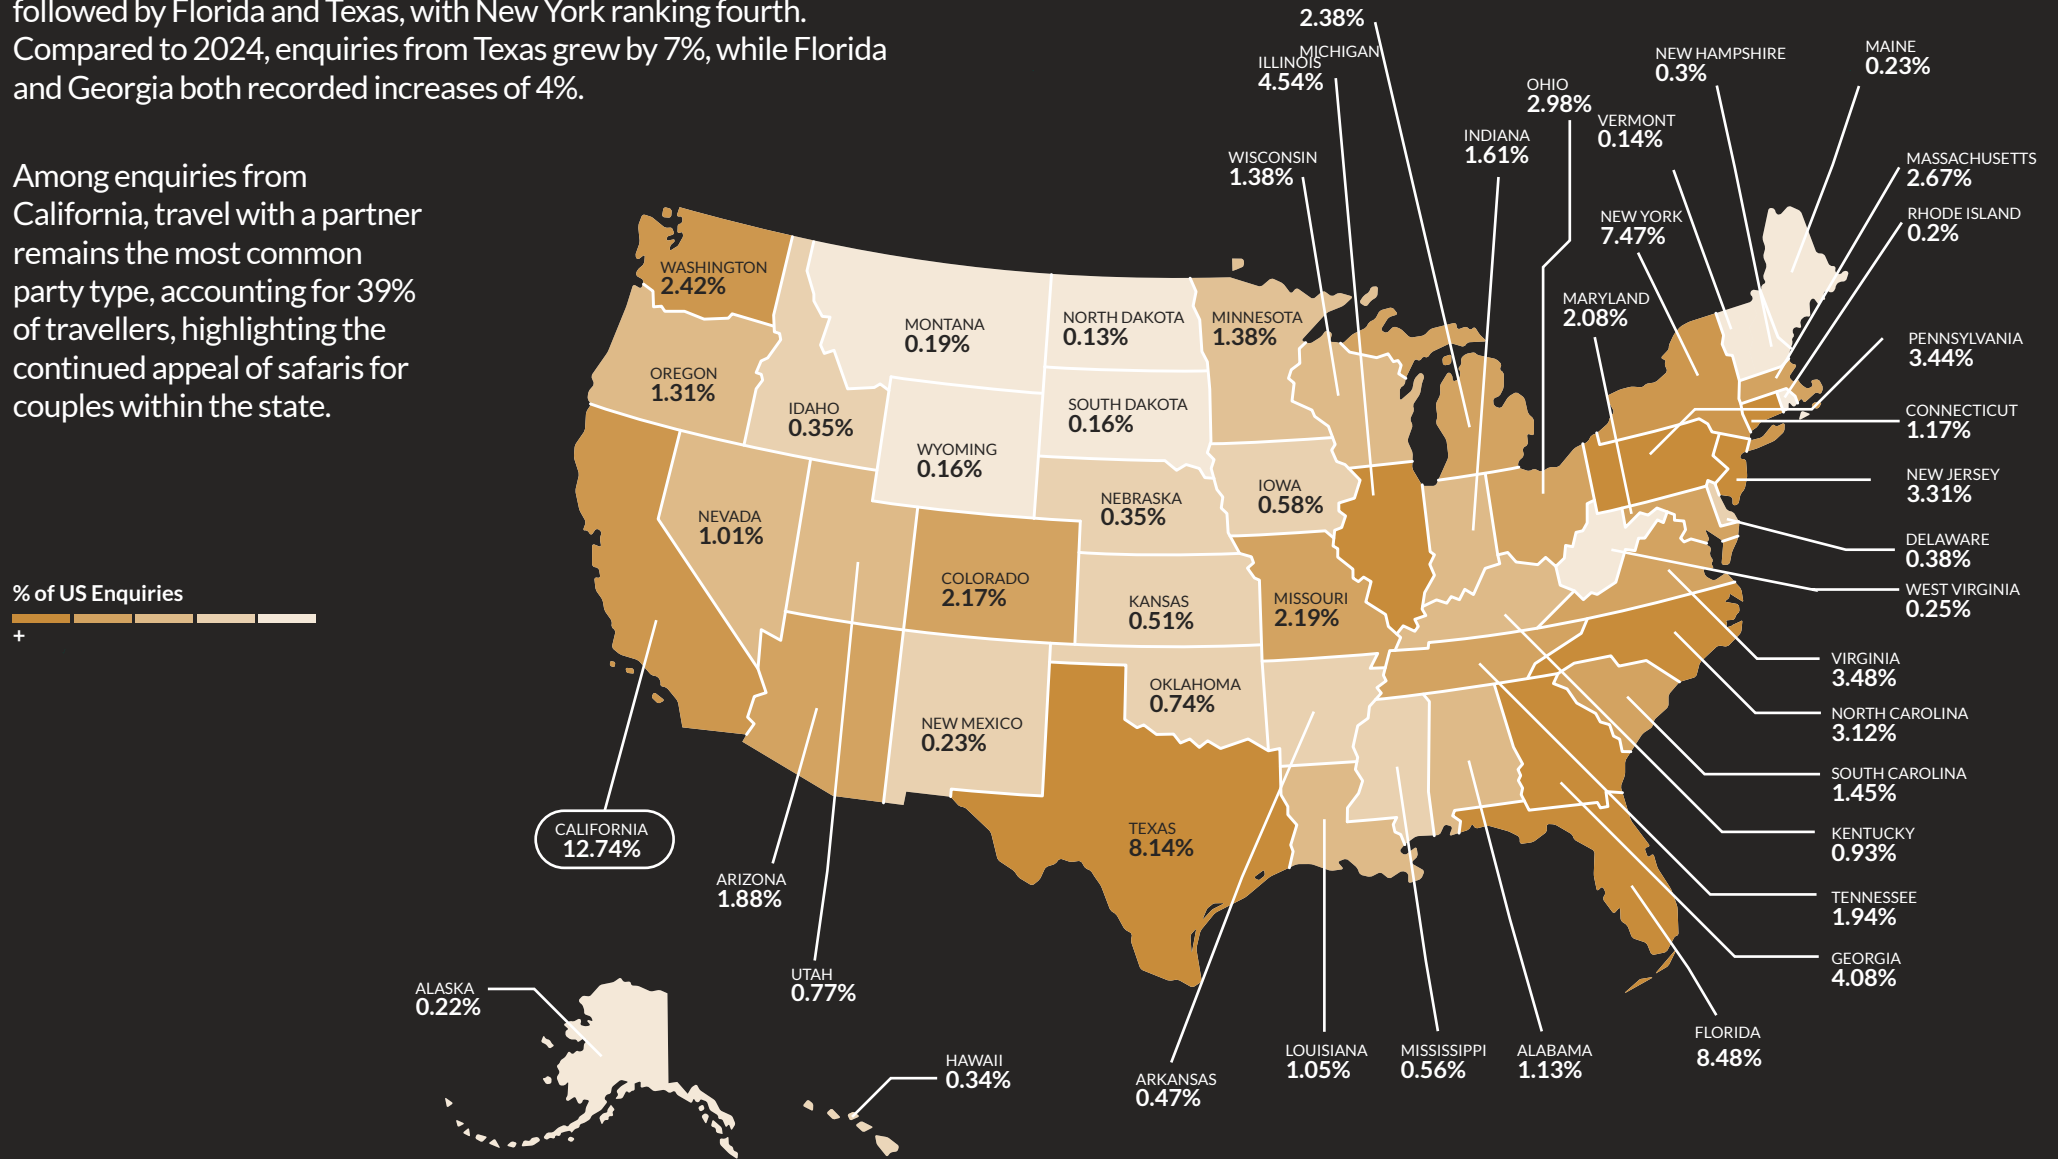 followed by Florida and Texas, with New York ranking fourth.
Compared to 2024, enquiries from Texas grew by 7%, while Florida
and Georgia both recorded increases of 4%.
Among enquiries from
California, travel with a partner
remains the most common
party type, accounting for 39%
of travellers, highlighting the
continued appeal of safaris for
couples within the state.
% of US Enquiries
+
2.38%
MICHIGAN
ILLINOIS
4.54%
WISCONSIN
1.38%
INDIANA
1.61%
OHIO
2.98%
VERMONT
0.14%
NEW HAMPSHIRE
0.3%
MAINE
0.23%
MASSACHUSETTS
2.67%
RHODE ISLAND
0.2%
NEW YORK
7.47%
MARYLAND
2.08%
PENNSYLVANIA
3.44%
CONNECTICUT
1.17%
NEW JERSEY
3.31%
DELAWARE
0.38%
WEST VIRGINIA
0.25%
VIRGINIA
3.48%
NORTH CAROLINA
3.12%
SOUTH CAROLINA
1.45%
KENTUCKY
0.93%
TENNESSEE
1.94%
GEORGIA
4.08%
FLORIDA
8.48%
WASHINGTON
2.42%
OREGON
1.31%
IDAHO
0.35%
MONTANA
0.19%
NORTH DAKOTA
0.13%
MINNESOTA
1.38%
WYOMING
0.16%
SOUTH DAKOTA
0.16%
NEVADA
1.01%
NEBRASKA
0.35%
IOWA
0.58%
COLORADO
2.17%
KANSAS
0.51%
MISSOURI
2.19%
NEW MEXICO
0.23%
OKLAHOMA
0.74%
TEXAS
8.14%
CALIFORNIA
12.74%
ARIZONA
1.88%
UTAH
0.77%
ALASKA
0.22%
HAWAII
0.34%
ARKANSAS
0.47%
LOUISIANA
1.05%
MISSISSIPPI
0.56%
ALABAMA
1.13%